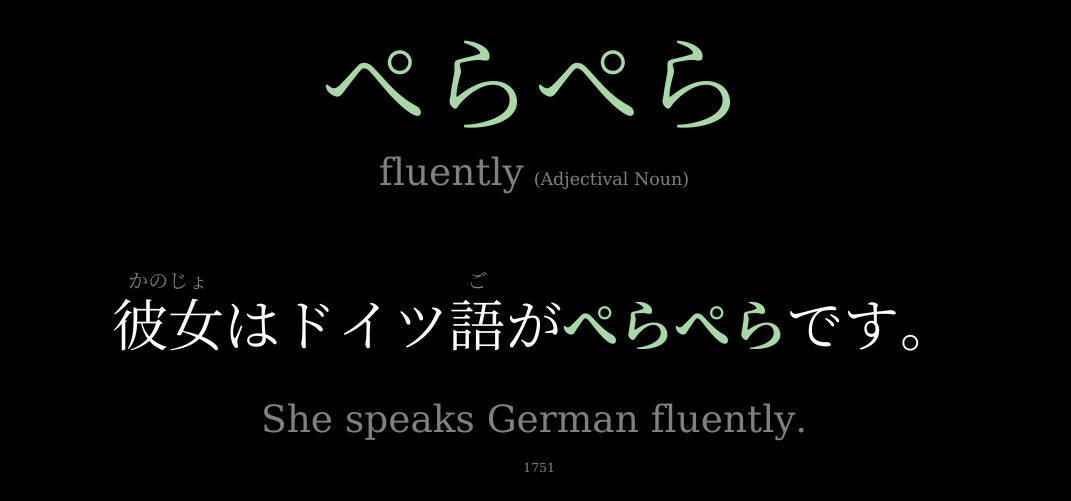 ぺらぺら
fluently (Adjectival Noun)
かのじょ ご
彼女はドイツ語がぺらぺらです。
She speaks German fluently.
1751